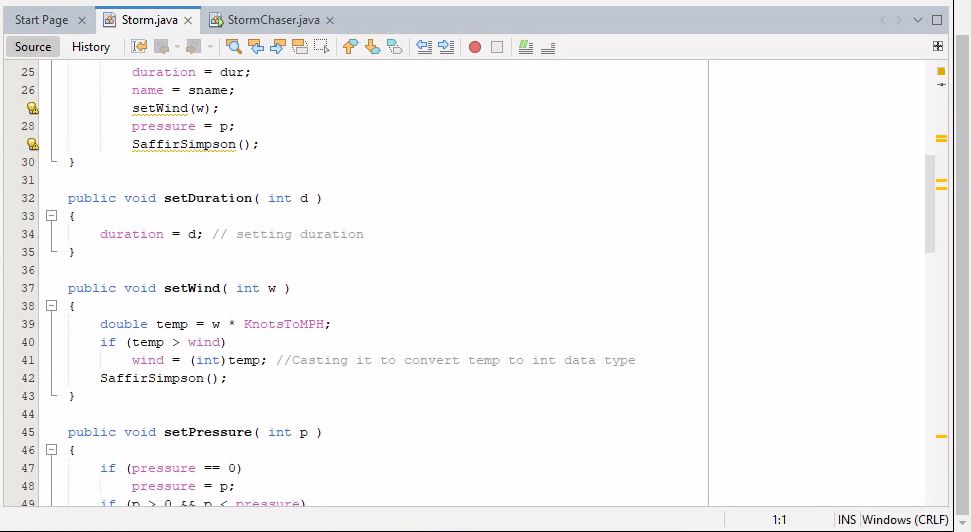 Start Page × Storm.java × StormChaser.java ×
Source History
25 duration = dur;
26 name = sname;
setWind(w);
28 pressure = p;
SaffirSimpson();
30 }
31
32 public void setDuration( int d )
33 {
34 duration = d; // setting duration
35 }
36
37 public void setWind( int w )
38 {
39 double temp = w * KnotsToMPH;
40 if (temp > wind)
41 wind = (int)temp; //Casting it to convert temp to int data type
42 SaffirSimpson();
43 }
44
45 public void setPressure( int p )
46 {
47 if (pressure == 0)
48 pressure = p;
49 if (p > 0 && p < pressure)
1:1 INS Windows (CRLF)